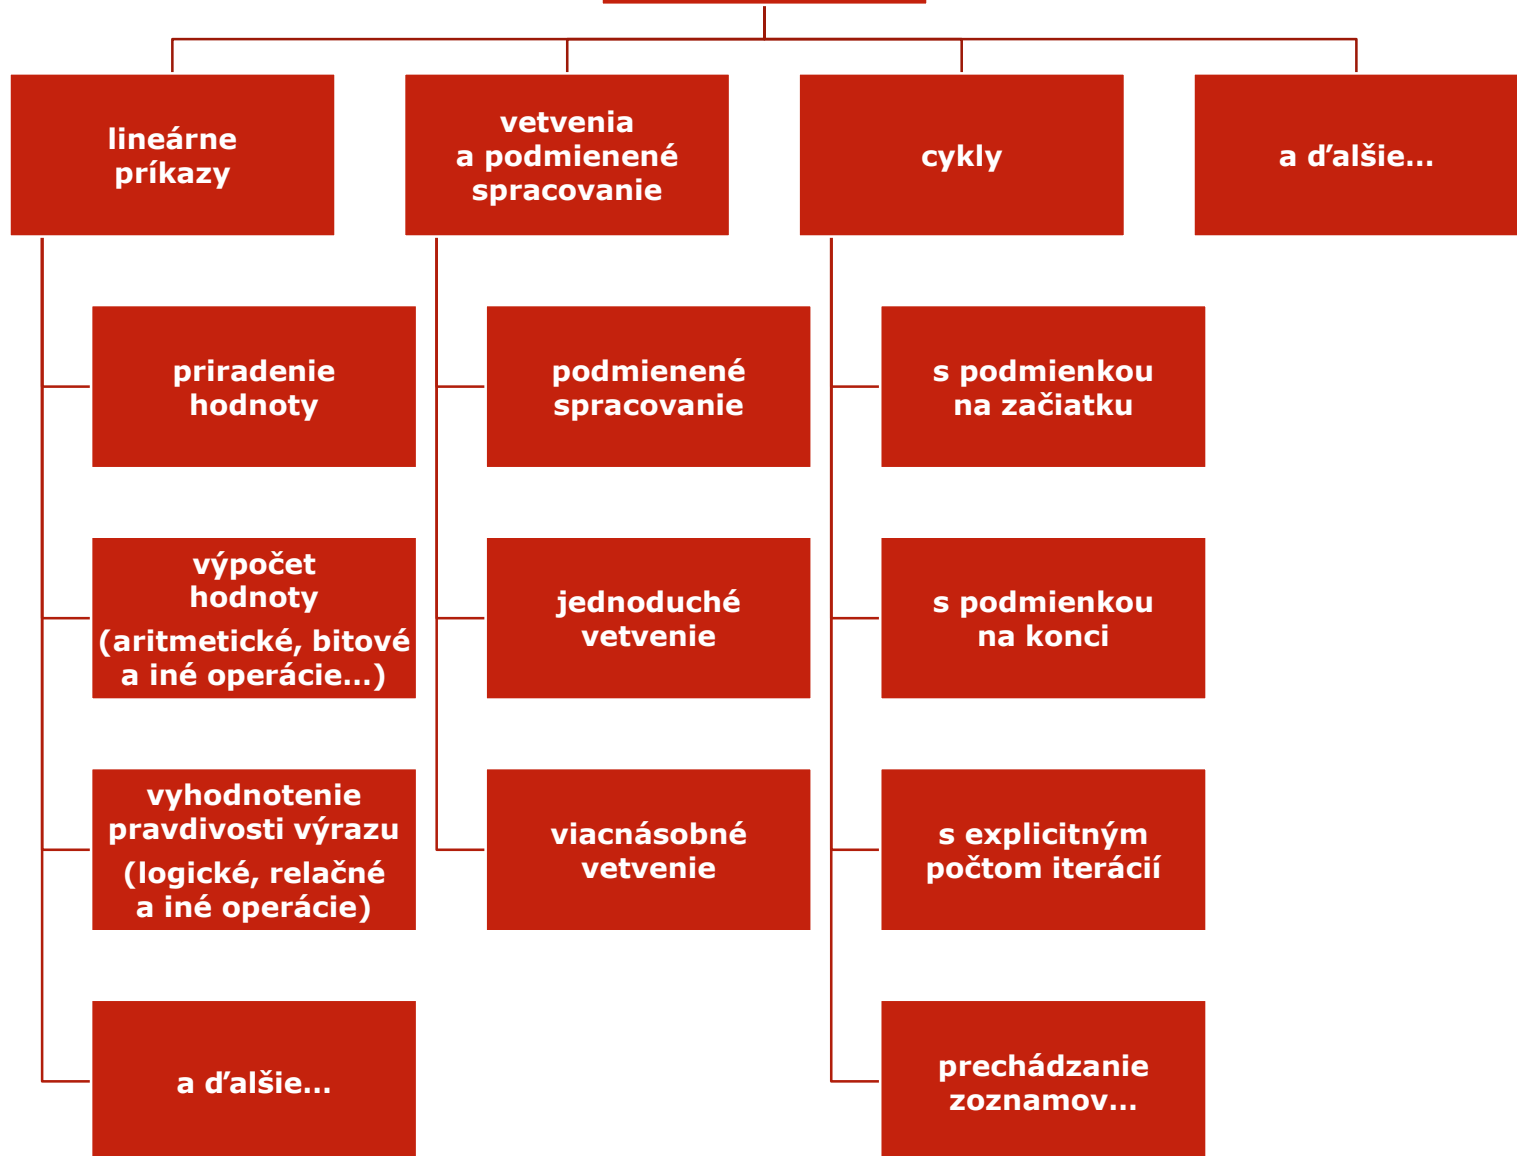 lineárne
príkazy
vetvenia
a podmienené
spracovanie
cykly
a ďalšie...
priradenie
hodnoty
výpočet
hodnoty
(aritmetické, bitové
a iné operácie...)
vyhodnotenie
pravdivosti výrazu
(logické, relačné
a iné operácie)
a ďalšie...
podmienené
spracovanie
jednoduché
vetvenie
viacnásobné
vetvenie
s podmienkou
na začiatku
s podmienkou
na konci
s explicitným
počtom iterácií
prechádzanie
zoznamov...